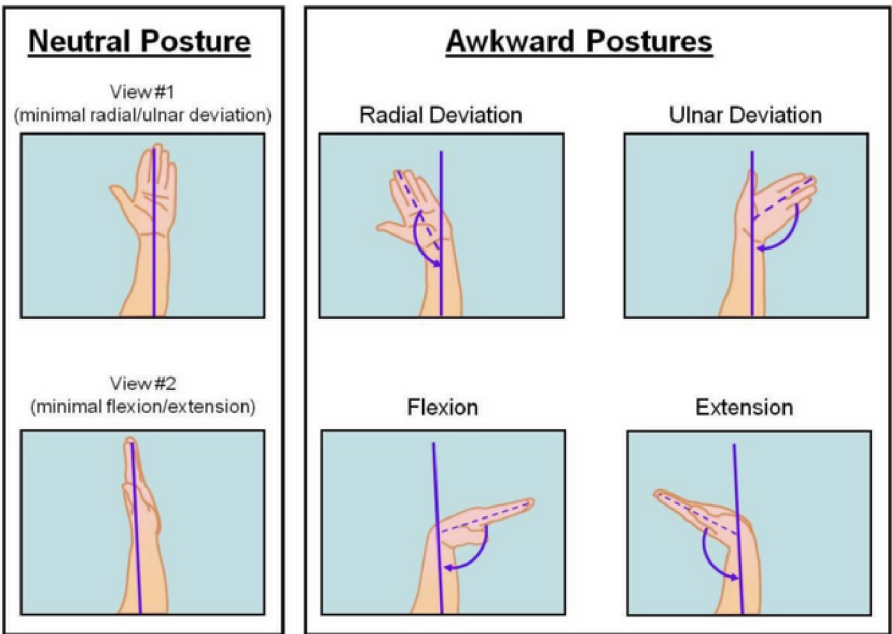 Neutral Posture
View #1
(minimal radial/ulnar deviation)
View #2
(minimal flexion/extension)
Awkward Postures
Radial Deviation
Ulnar Deviation
Flexion
Extension